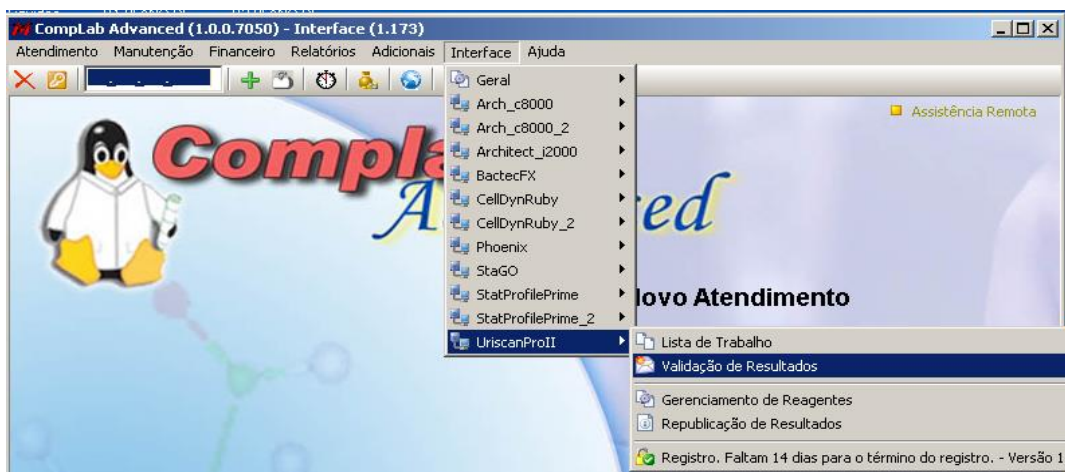 CompLab Advanced (1.0.0.7050) - Interface (1.173)
Atendimento Manutenção Financeiro Relatórios Adicionais Interface Ajuda
Assistência Remota
Geral
Arch_c8000
Arch_c8000_2
Architect_i2000
BactecFX
CellDynRuby
CellDynRuby_2
Phoenix
StaGO
StatProfilePrime
StatProfilePrime_2
UriscanProII
Lista de Trabalho
Validação de Resultados
Gerenciamento de Reagentes
Republicação de Resultados
Registro. Faltam 14 dias para o término do registro. - Versão 1
Compla
A
ed
ovo Atendimento